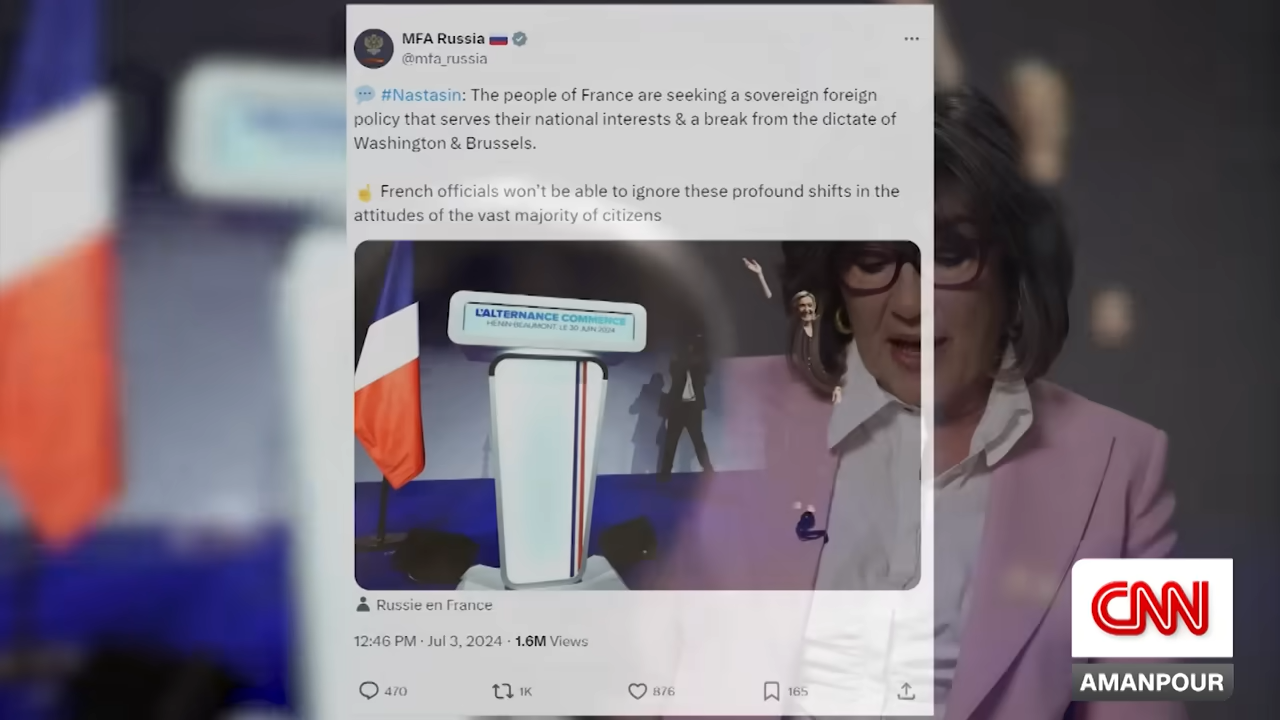 MFA Russia
@mfa_russia
#Nastasin: The people of France are seeking a sovereign foreign
policy that serves their national interests & a break from the dictate of
Washington & Brussels.
French officials won't be able to ignore these profound shifts in the
attitudes of the vast majority of citizens
L'ALTERNANCE COMMENCE
HÉNIN-BEAUMONT, LE 30 JUIN 2024
Russie en France
12:46 PM · Jul 3, 2024 · 1.6M Views
470 1K 876 165
CNN
AMANPOUR